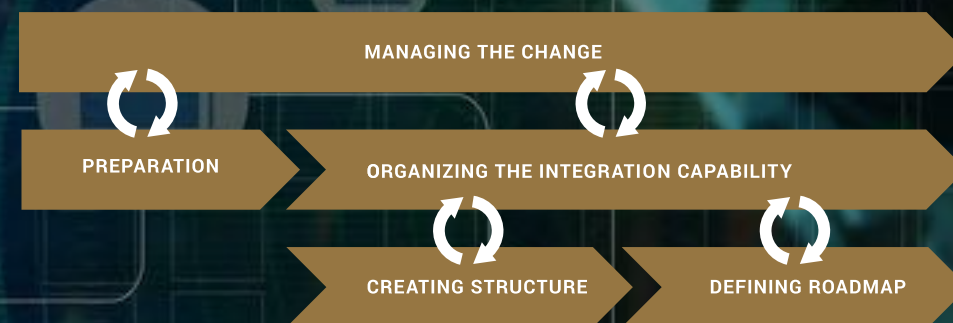 MANAGING THE CHANGE
PREPARATION
ORGANIZING THE INTEGRATION CAPABILITY
CREATING STRUCTURE
DEFINING ROADMAP